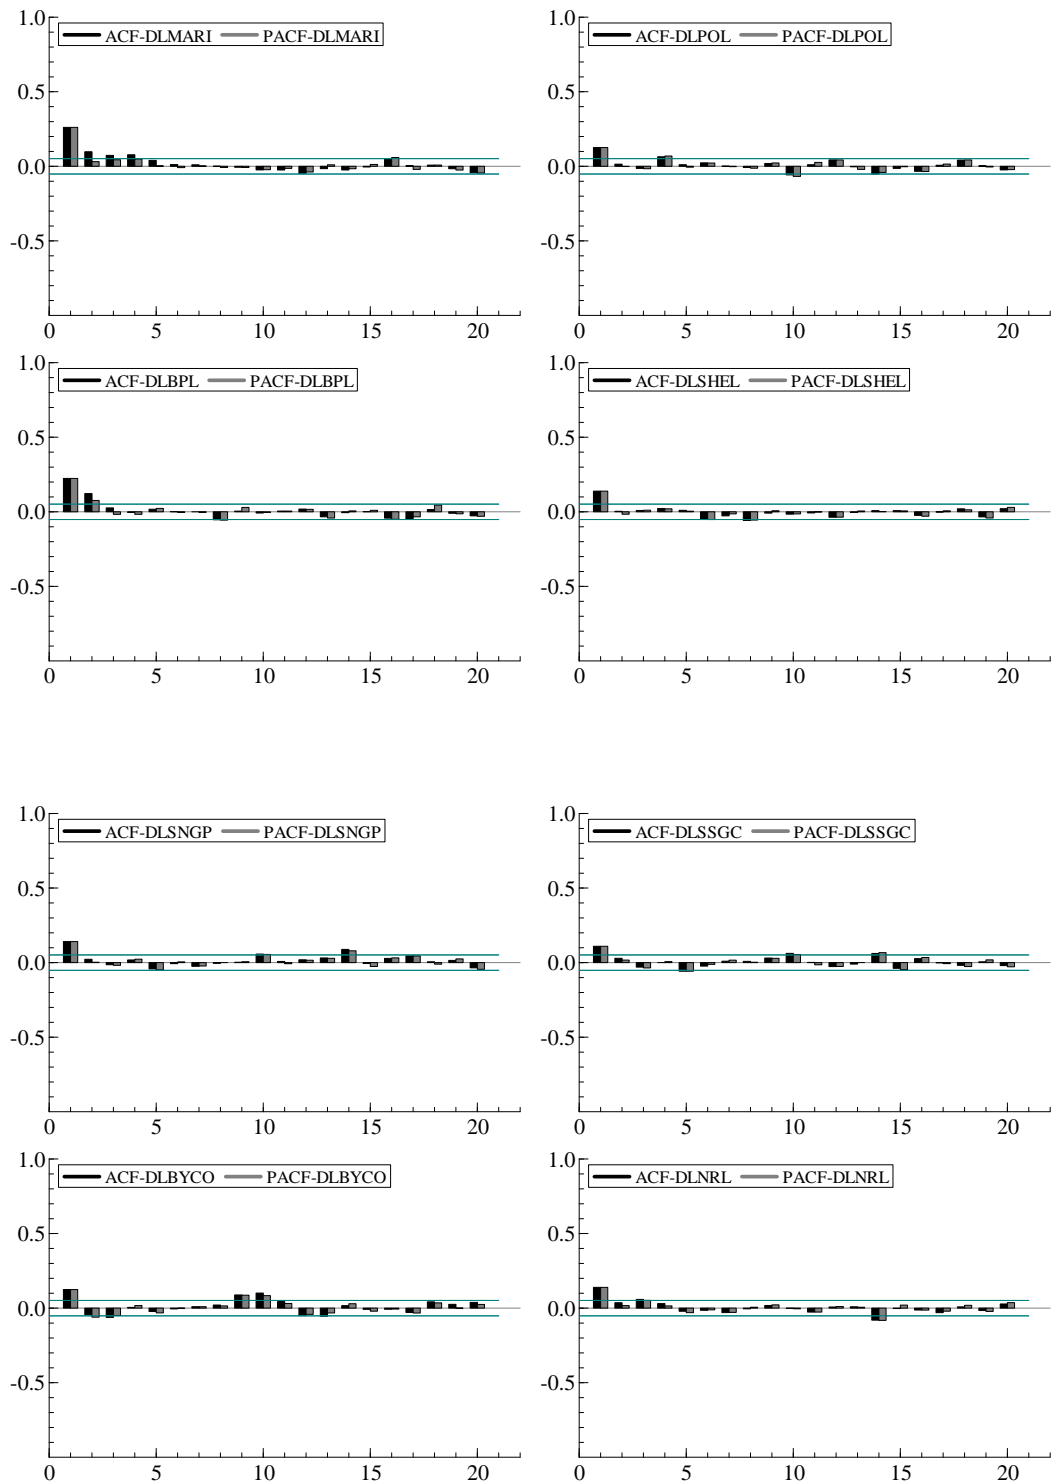 1.0 ACF-DLMARI PACF-DLMARI
0.5
0.0
-0.5
0 5 10 15 20
1.0 ACF-DLPOL PACF-DLPOL
0.5
0.0
-0.5
0 5 10 15 20
1.0 ACF-DLBPL PACF-DLBPL
0.5
0.0
-0.5
0 5 10 15 20
1.0 ACF-DLSHEL PACF-DLSHEL
0.5
0.0
-0.5
0 5 10 15 20
1.0 ACF-DLSNGP PACF-DLSNGP
0.5
0.0
-0.5
0 5 10 15 20
1.0 ACF-DLSSGC PACF-DLSSGC
0.5
0.0
-0.5
0 5 10 15 20
1.0 ACF-DLBYCO PACF-DLBYCO
0.5
0.0
-0.5
0 5 10 15 20
1.0 ACF-DLNRL PACF-DLNRL
0.5
0.0
-0.5
0 5 10 15 20